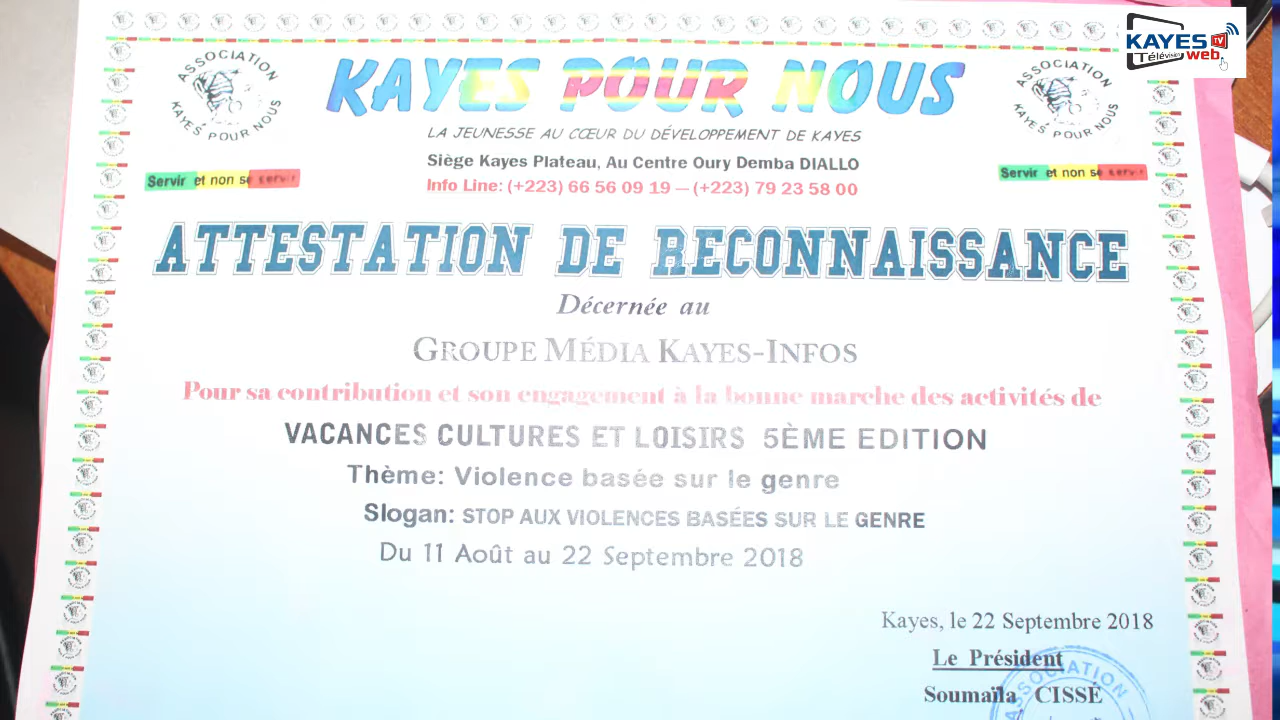 KAYES TV
Télévision web
ASSOCIATION
KAYES POUR NOUS
KAYES POUR NOUS
ASSOCIATION
KAYES POUR NOUS
LA JEUNESSE AU CŒUR DU DÉVELOPPEMENT DE KAYES
Siège Kayes Plateau, Au Centre Oury Demba DIALLO
Servir et non se servir
Info Line: (+223) 66 56 09 19 — (+223) 79 23 58 00
Servir et non se servir
ATTESTATION DE RECONNAISSANCE
Décernée au
GROUPE MÉDIA KAYES-INFOS
Pour sa contribution et son engagement à la bonne marche des activités de
VACANCES CULTURES ET LOISIRS 5ÈME EDITION
Thème: Violence basée sur le genre
Slogan: STOP AUX VIOLENCES BASÉES SUR LE GENRE
Du 11 Août au 22 Septembre 2018
Kayes, le 22 Septembre 2018
Le Président
Soumaïla CISSÉ
ASSOCIATION